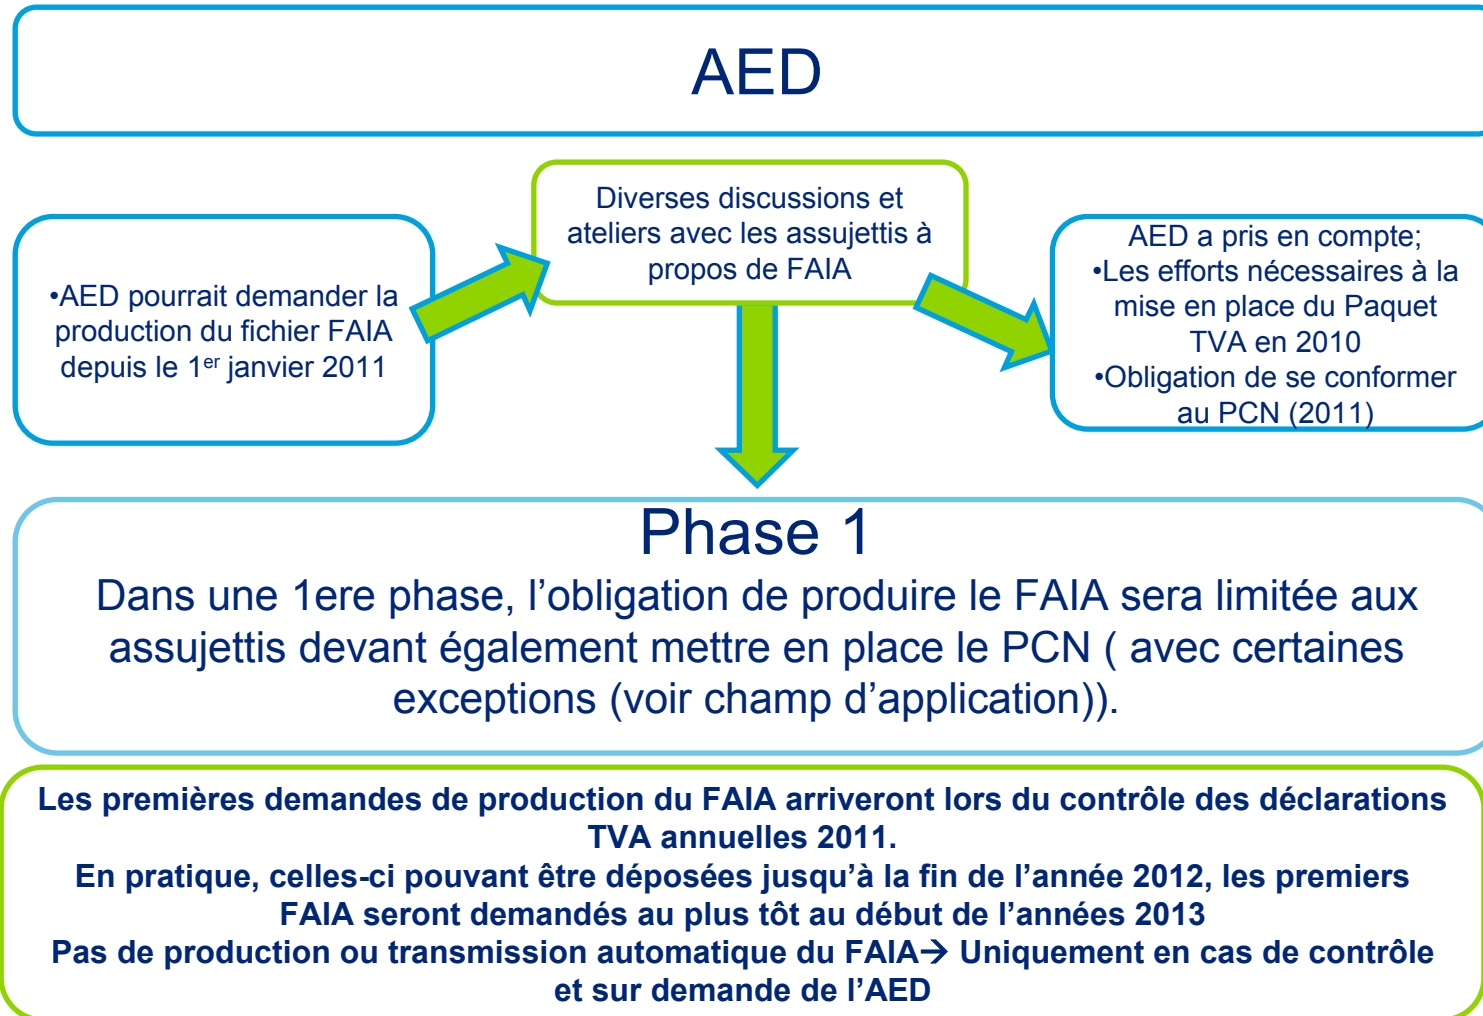 AED
Diverses discussions et
ateliers avec les assujettis à
propos de FAIA
•AED pourrait demander la
production du fichier FAIA
depuis le 1er janvier 2011
AED a pris en compte;
•Les efforts nécessaires à la
mise en place du Paquet
TVA en 2010
•Obligation de se conformer
au PCN (2011)
Phase 1
Dans une 1ere phase, l’obligation de produire le FAIA sera limitée aux
assujettis devant également mettre en place le PCN ( avec certaines
exceptions (voir champ d’application)).
Les premières demandes de production du FAIA arriveront lors du contrôle des déclarations
TVA annuelles 2011.
En pratique, celles-ci pouvant être déposées jusqu’à la fin de l’année 2012, les premiers
FAIA seront demandés au plus tôt au début de l’années 2013
Pas de production ou transmission automatique du FAIA→ Uniquement en cas de contrôle
et sur demande de l’AED